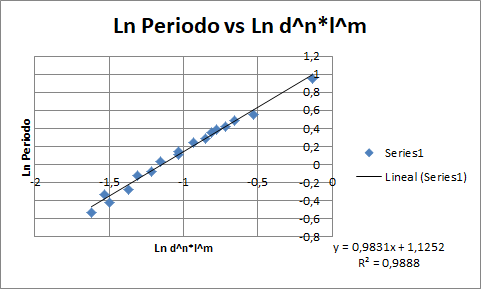 Ln Periodo vs Ln d^n*l^m
1,2
1
0,8
0,6
0,4
0,2
0
-0,2
-0,4
-0,6
-0,8
-2
-1,5
-1
-0,5
0
Ln Periodo
Ln d^n*l^m
Series1
Lineal (Series1)
y = 0,9831x + 1,1252
R² = 0,9888